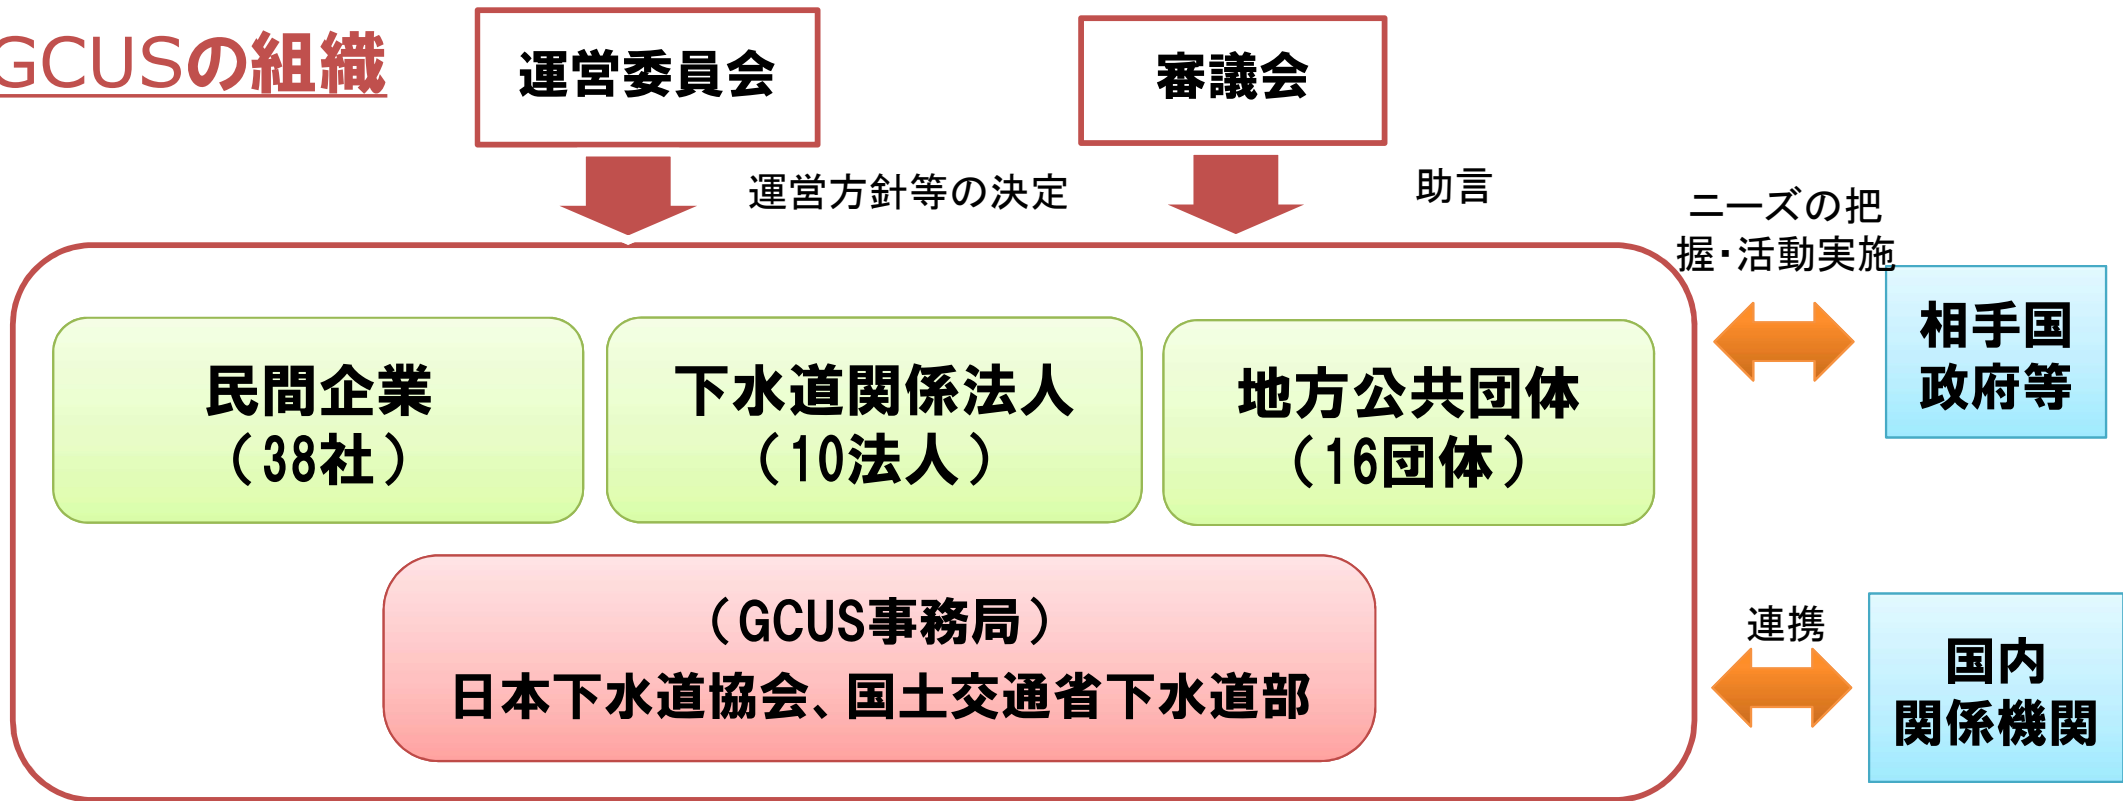 GCUSの組織
運営委員会
審議会
運営方針等の決定
助言
ニーズの把
握・活動実施
民間企業
（38社）
下水道関係法人
（10法人）
地方公共団体
（16団体）
相手国
政府等
（GCUS事務局）
日本下水道協会、国土交通省下水道部
連携
国内
関係機関